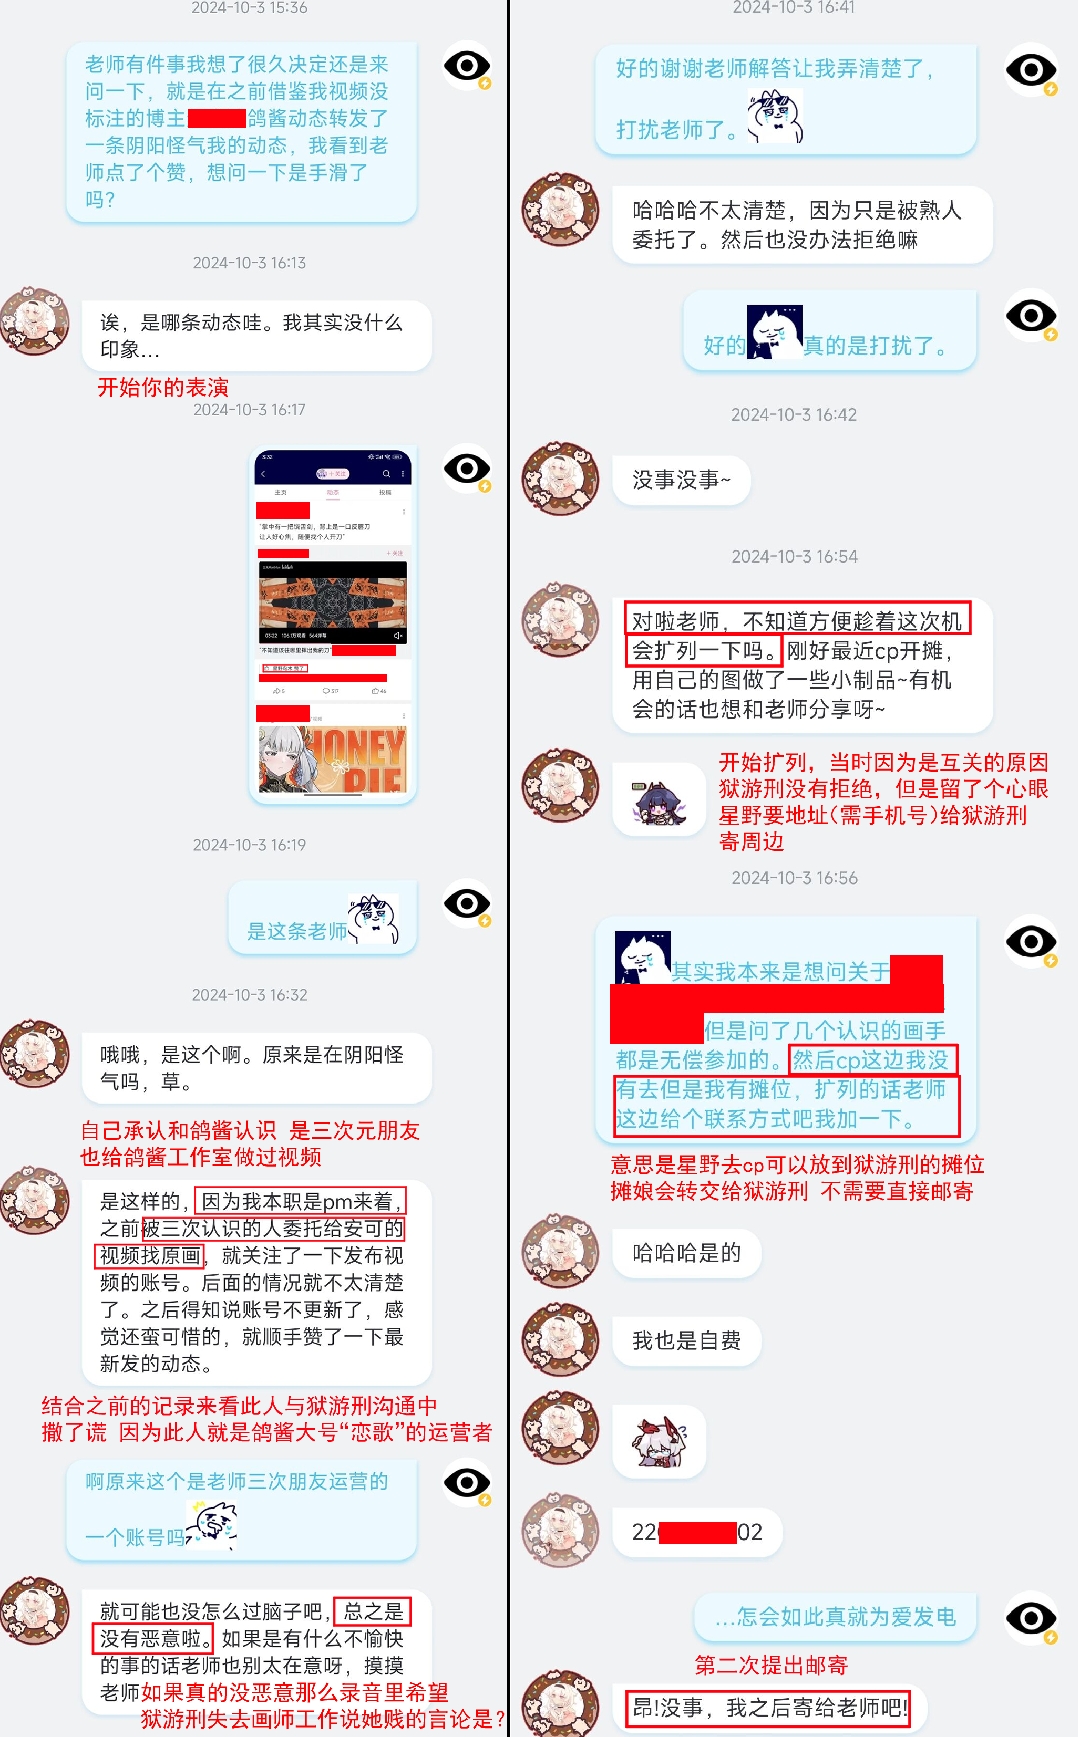 2024-10-3 15:36
老师有件事我想了很久决定还是来
问一下，就是在之前借鉴我视频没
标注的博主
鸽酱动态转发了
一条阴阳怪气我的动态，我看到老
师点了个赞，想问一下是手滑了
吗？
2024-10-3 16:13
诶，是哪条动态哇。我其实没什么
印象...
开始你的表演
2024-10-3 16:17
主页
动态
投稿
让人好心焦，随便找个人开刀"
+ 关注
HONEY
PIE
2024-10-3 16:19
是这条老师
2024-10-3 16:32
哦哦，是这个啊。原来是在阴阳怪
气吗，草。
自己承认和鸽酱认识 是三次元朋友
也给鸽酱工作室做过视频
是这样的，因为我本职是pm来着，
之前被三次认识的人委托给安可的
视频找原画，就关注了一下发布视
频的账号。后面的情况就不太清楚
了。之后得知说账号不更新了，感
觉还蛮可惜的，就顺手赞了一下最
新发的动态。
结合之前的记录来看此人与狱游刑沟通中
撒了谎 因为此人就是鸽酱大号“恋歌”的运营者
啊原来这个是老师三次朋友运营的
一个账号吗
就可能也没怎么过脑子吧，总之是
没有恶意啦。如果是有什么不愉快
的事的话老师也别太在意呀，摸摸
老师
如果真的没恶意那么录音里希望
狱游刑失去画师工作说她贱的言论是？
2024-10-3 16:41
好的谢谢老师解答让我弄清楚了，
打扰老师了。
哈哈哈不太清楚，因为只是被熟人
委托了。然后也没办法拒绝嘛
好的
真的是打扰了。
2024-10-3 16:42
没事没事~
2024-10-3 16:54
对啦老师，不知道方便趁着这次机
会扩列一下吗。刚好最近cp开摊，
用自己的图做了一些小制品~有机
会的话也想和老师分享呀~
开始扩列，当时因为是互关的原因
狱游刑没有拒绝，但是留了个心眼
星野要地址(需手机号)给狱游刑
寄周边
2024-10-3 16:56
其实我本来是想问关于
但是问了几个认识的画手
都是无偿参加的。然后cp这边我没
有去但是我有摊位，扩列的话老师
这边给个联系方式吧我加一下。
意思是星野去cp可以放到狱游刑的摊位
摊娘会转交给狱游刑 不需要直接邮寄
哈哈哈是的
我也是自费
22
02
...怎会如此真就为爱发电
第二次提出邮寄
昂!没事，我之后寄给老师吧!